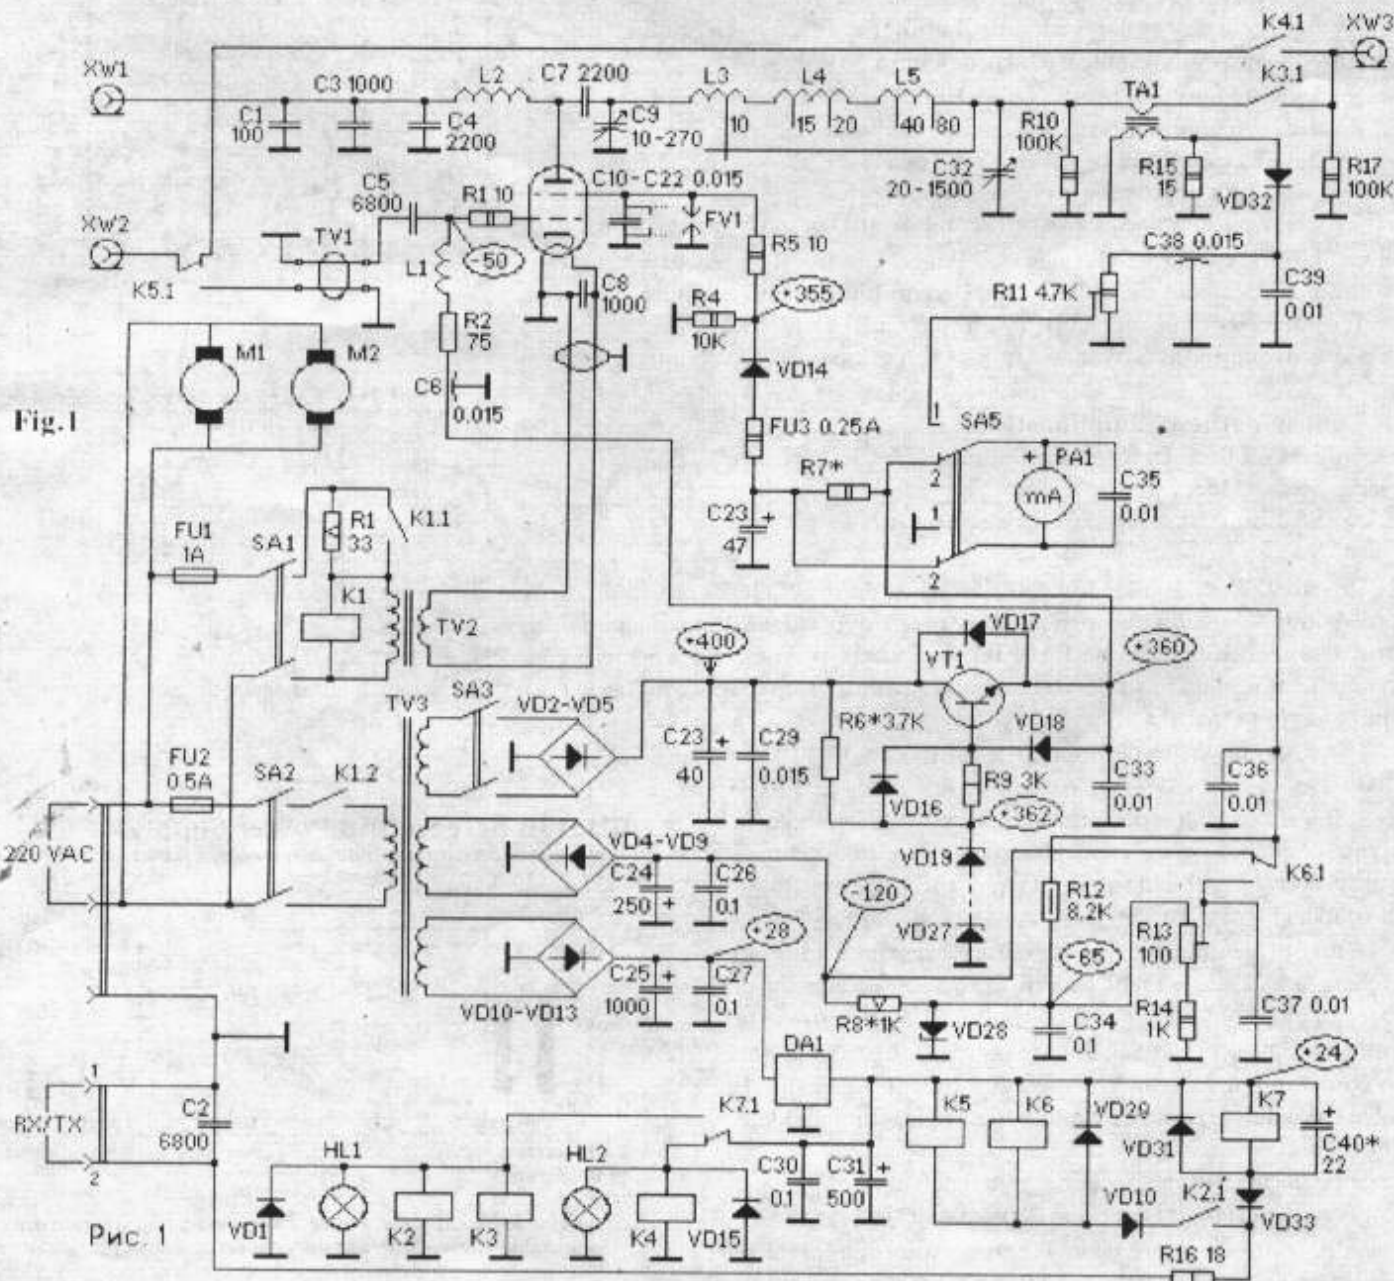 K4.1
XW3
XW1
C3 1000
L2
C7 2200
L3
L4
L5
TA1
K3.1
C1
100
C4
2200
C9
10-270
10
15
20
40
80
R10
100K
C5
6800
R1 10
C10-C22 0.015
C32
20-1500
R15
15
VD32
R17
100K
XW2
TV1
-50
FV1
R5 10
C38 0.015
K5.1
L1
C8
1000
R4
10K
+355
R11 4.7K
C39
0.01
R2
75
M1
M2
VD14
C6
0.015
Fig.1
FU3 0.25A
1
SA5
R7*
2
+
PA1
mA
C35
0.01
FU1
1A
SA1
R1
33
K1.1
C23
47
+
1
2
K1
TV2
+400
VD17
VT1
+360
SA3
TV3
VD2-VD5
R6*3.7K
VD18
FU2
0.5A
SA2
K1.2
C23
40
+
C29
0.015
R9 3K
C33
0.01
C36
0.01
VD16
+362
220 VAC
VD4-VD9
VD19
K6.1
C24
250
+
C26
0.1
-120
R12
8,2K
+28
VD27
R13
100
-65
C25
1000
+
C27
0.1
VD10-VD13
R8*1K
VD28
C34
0.1
R14
1K
C37 0.01
DA1
+24
1
RX/TX
2
C2
6800
K7.1
K5
K6
VD29
VD31
K7
+
C40*
22
HL1
HL2
C30
0.1
C31
500
+
VD10
K2.1
VD33
Рис. 1
VD1
K2
K3
K4
VD15
R16 18